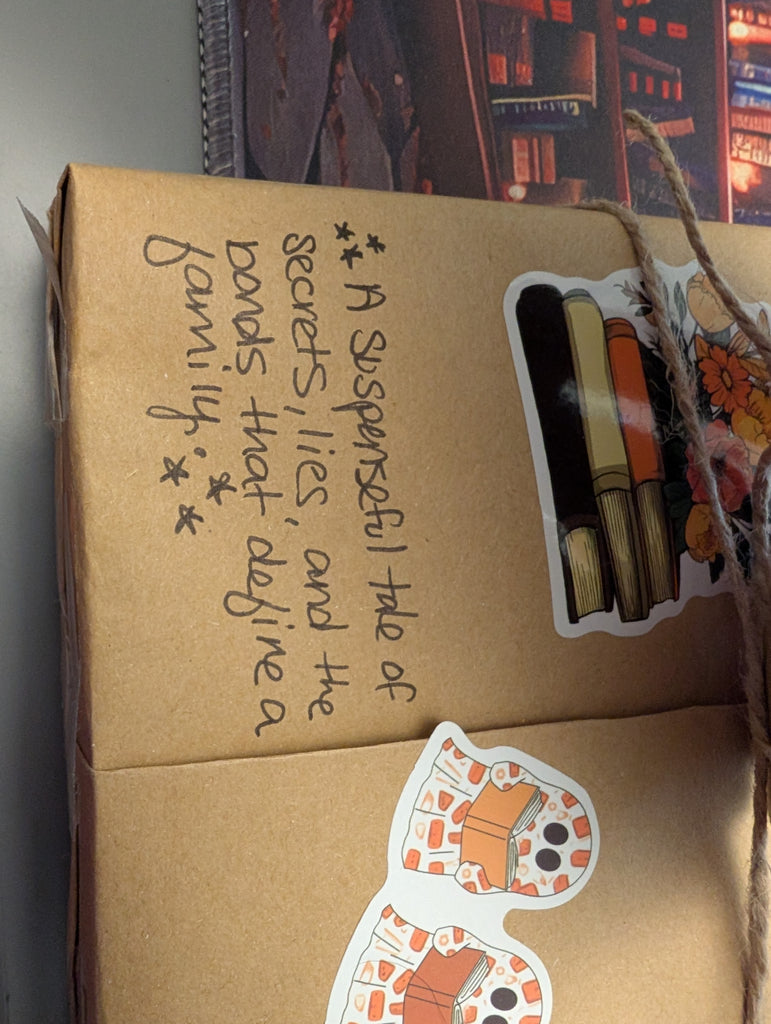 *** A Suspenseful tale of
secrets, lies, and the
bonds that define a
family. ***